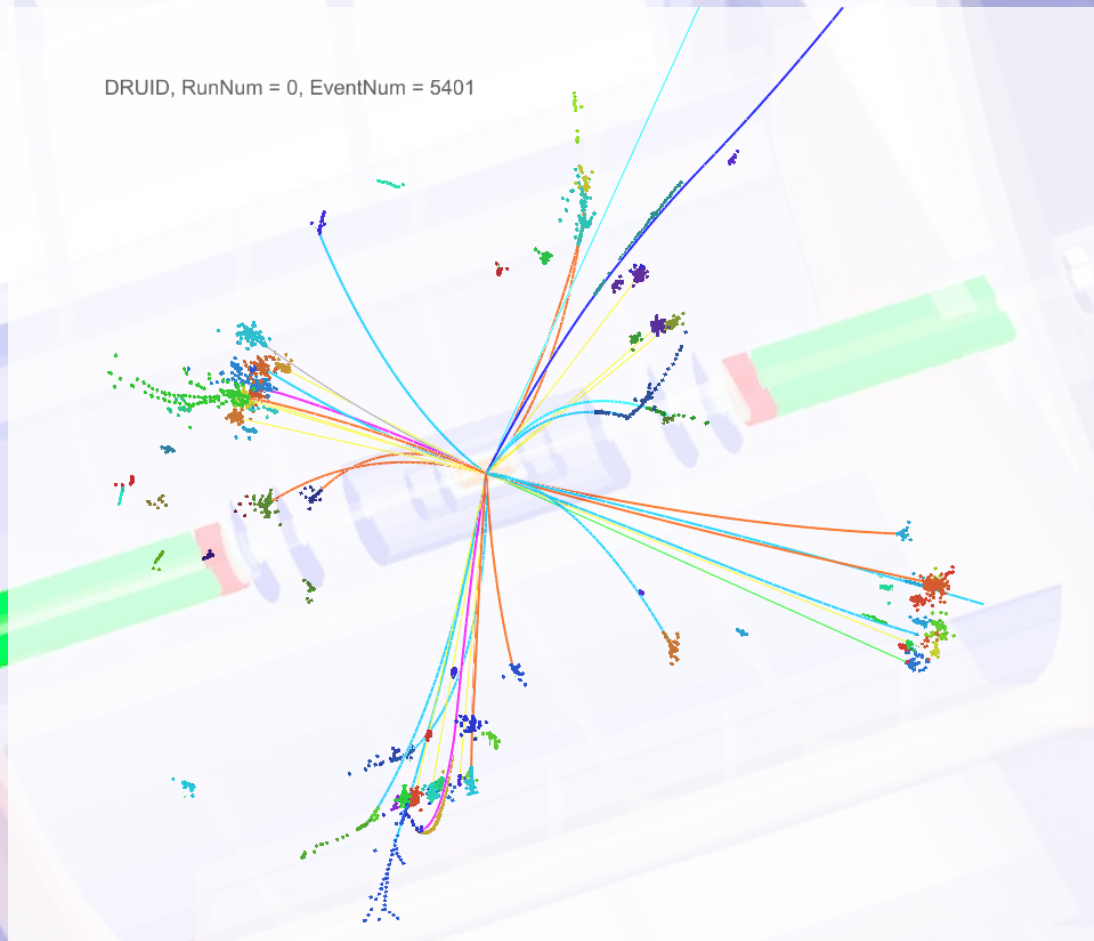 DRUID, RunNum = 0, EventNum = 5401